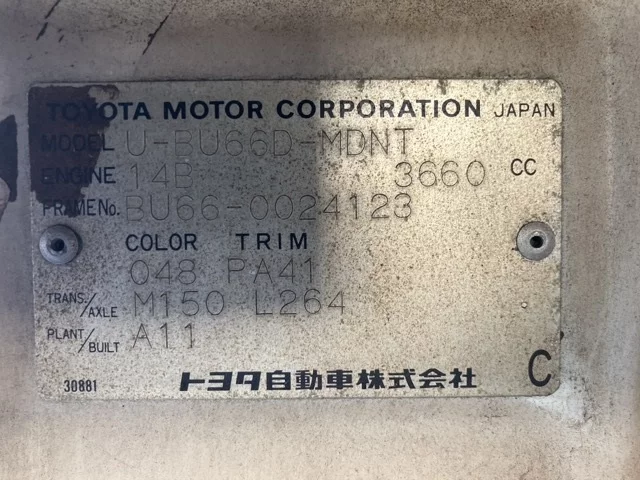 TOYOTA MOTOR CORPORATION JAPAN
MODEL U-BU66D-MDNT
ENGINE 14B 3660 CC
FRAME No. BU66-0024123
COLOR TRIM
048 PA41
TRANS./AXLE M150 L264
PLANT/BUILT A11
30881 トヨタ自動車株式会社 C